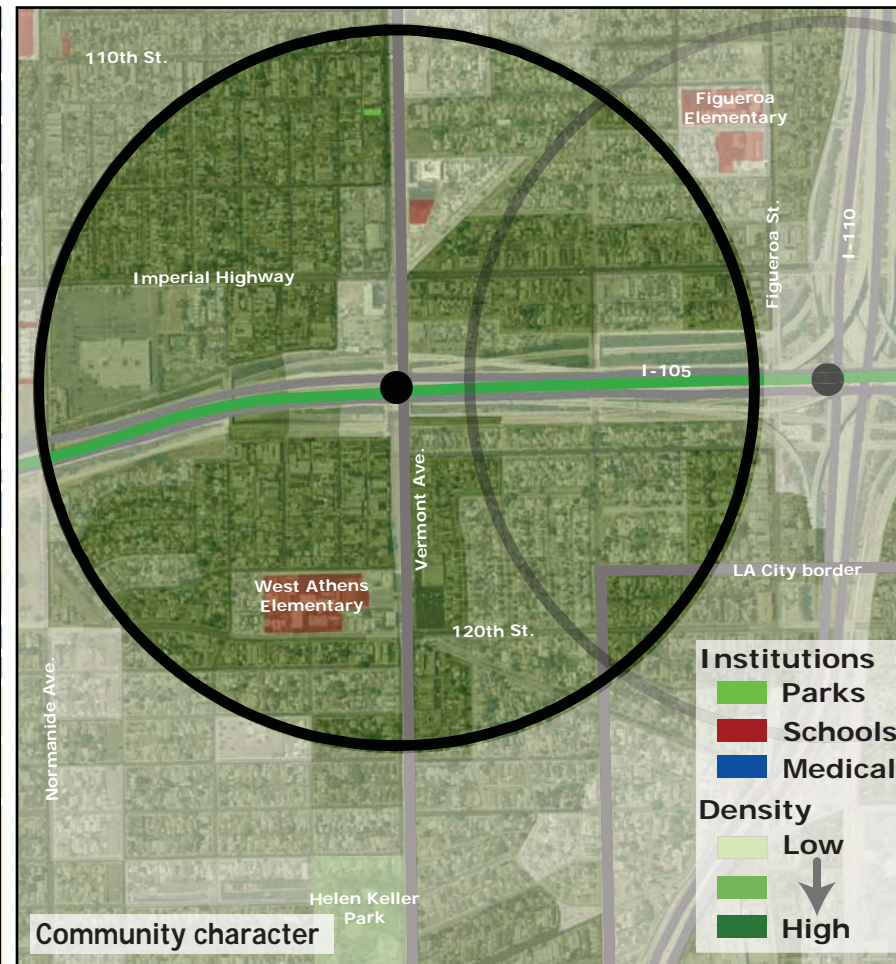 110th St.
Figueroa
Elementary
Figueroa St.
I-110
Imperial Highway
I-105
Vermont Ave.
LA City border
West Athens
Elementary
120th St.
Normanide Ave.
Helen Keller
Park
Institutions
Parks
Schools
Medical
Density
Low
High
Community character